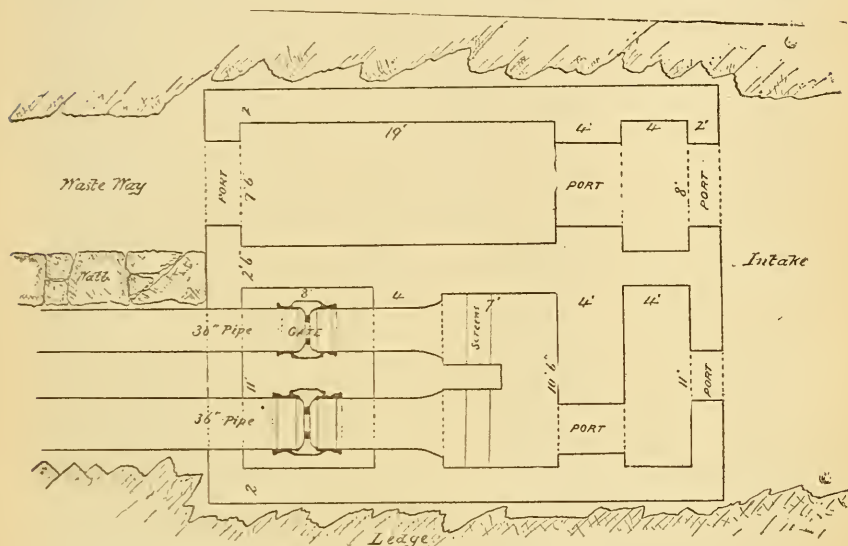 2
19'
4'
4
2'
Waste Way
PORT
7'6"
PORT
8'
PORT
Wall
2'6"
Intake
8'
4
7'
4'
4'
36" Pipe
GATE
SCREENS
11'
10'6"
11'
PORT
36" Pipe
PORT
2
Ledge